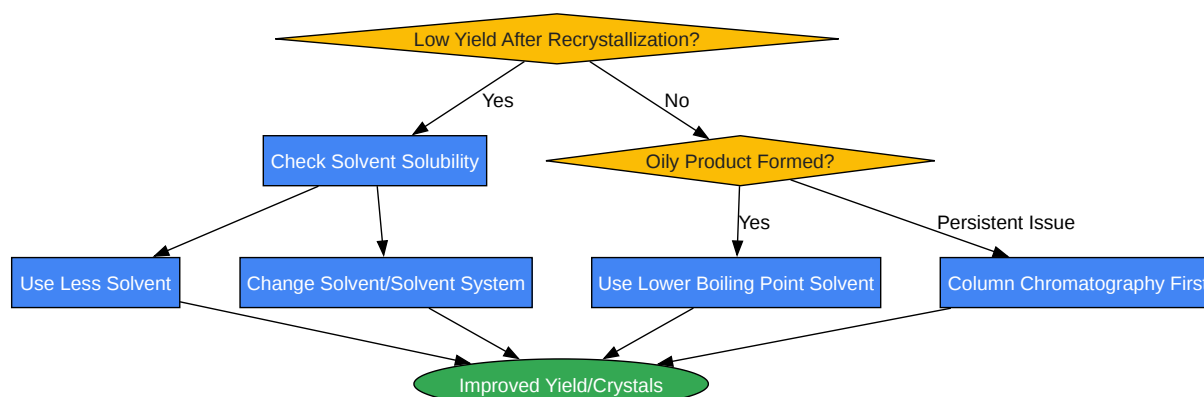 Low Yield After Recrystallization?
Yes
No
Check Solvent Solubility
Oily Product Formed?
Yes
Persistent Issue
Use Less Solvent
Change Solvent/Solvent System
Use Lower Boiling Point Solvent
Column Chromatography First
Improved Yield/Crystals